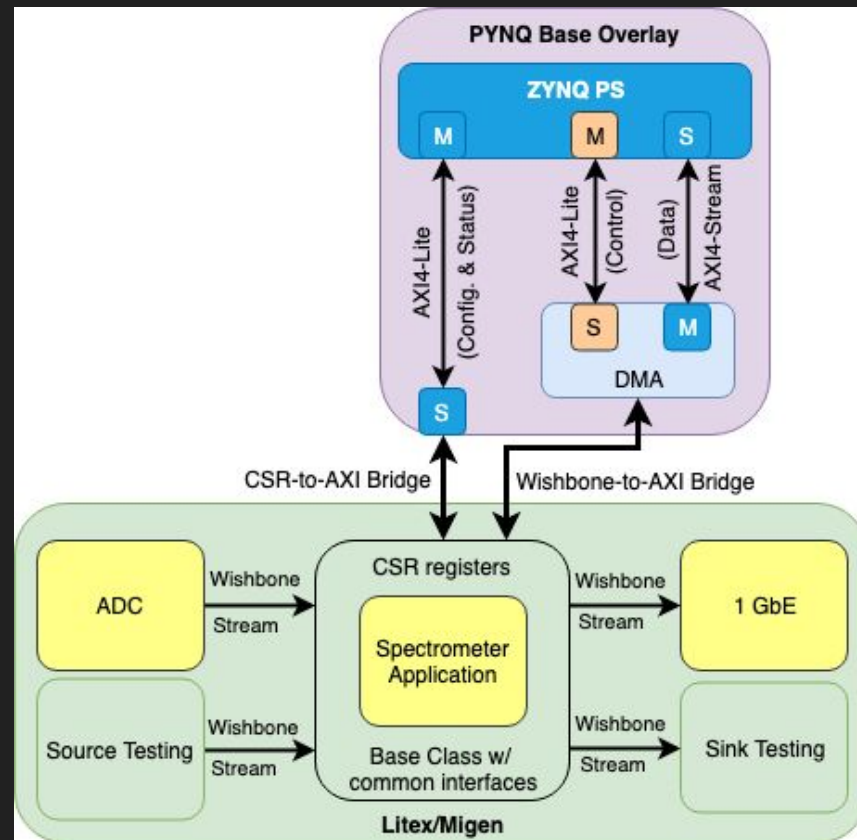 PYNQ Base Overlay
ZYNQ PS
M
M
S
AXI4-Lite
(Config. & Status)
AXI4-Lite
(Control)
(Data)
AXI4-Stream
S
M
DMA
S
CSR-to-AXI Bridge
Wishbone-to-AXI Bridge
CSR registers
ADC
Wishbone
Stream
Spectrometer
Application
Wishbone
Stream
1 GbE
Source Testing
Wishbone
Stream
Base Class w/
common interfaces
Wishbone
Stream
Sink Testing
Litex/Migen